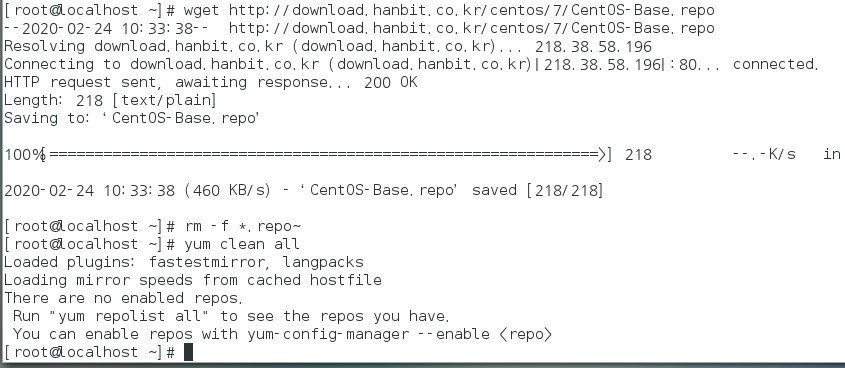 [root@localhost ~]# wget http://download.hanbit.co.kr/centos/7/CentOS-Base.repo
--2020-02-24 10:33:38--  http://download.hanbit.co.kr/centos/7/CentOS-Base.repo
Resolving download.hanbit.co.kr (download.hanbit.co.kr)... 218.38.58.196
Connecting to download.hanbit.co.kr (download.hanbit.co.kr)|218.38.58.196|:80... connected.
HTTP request sent, awaiting response... 200 OK
Length: 218 [text/plain]
Saving to: ‘CentOS-Base.repo’
100%[=============================================================>] 218         --.-K/s   in
2020-02-24 10:33:38 (460 KB/s) - ‘CentOS-Base.repo’ saved [218/218]
[root@localhost ~]# rm -f *.repo~
[root@localhost ~]# yum clean all
Loaded plugins: fastestmirror, langpacks
Loading mirror speeds from cached hostfile
There are no enabled repos.
 Run "yum repolist all" to see the repos you have.
 You can enable repos with yum-config-manager --enable <repo>
[root@localhost ~]#